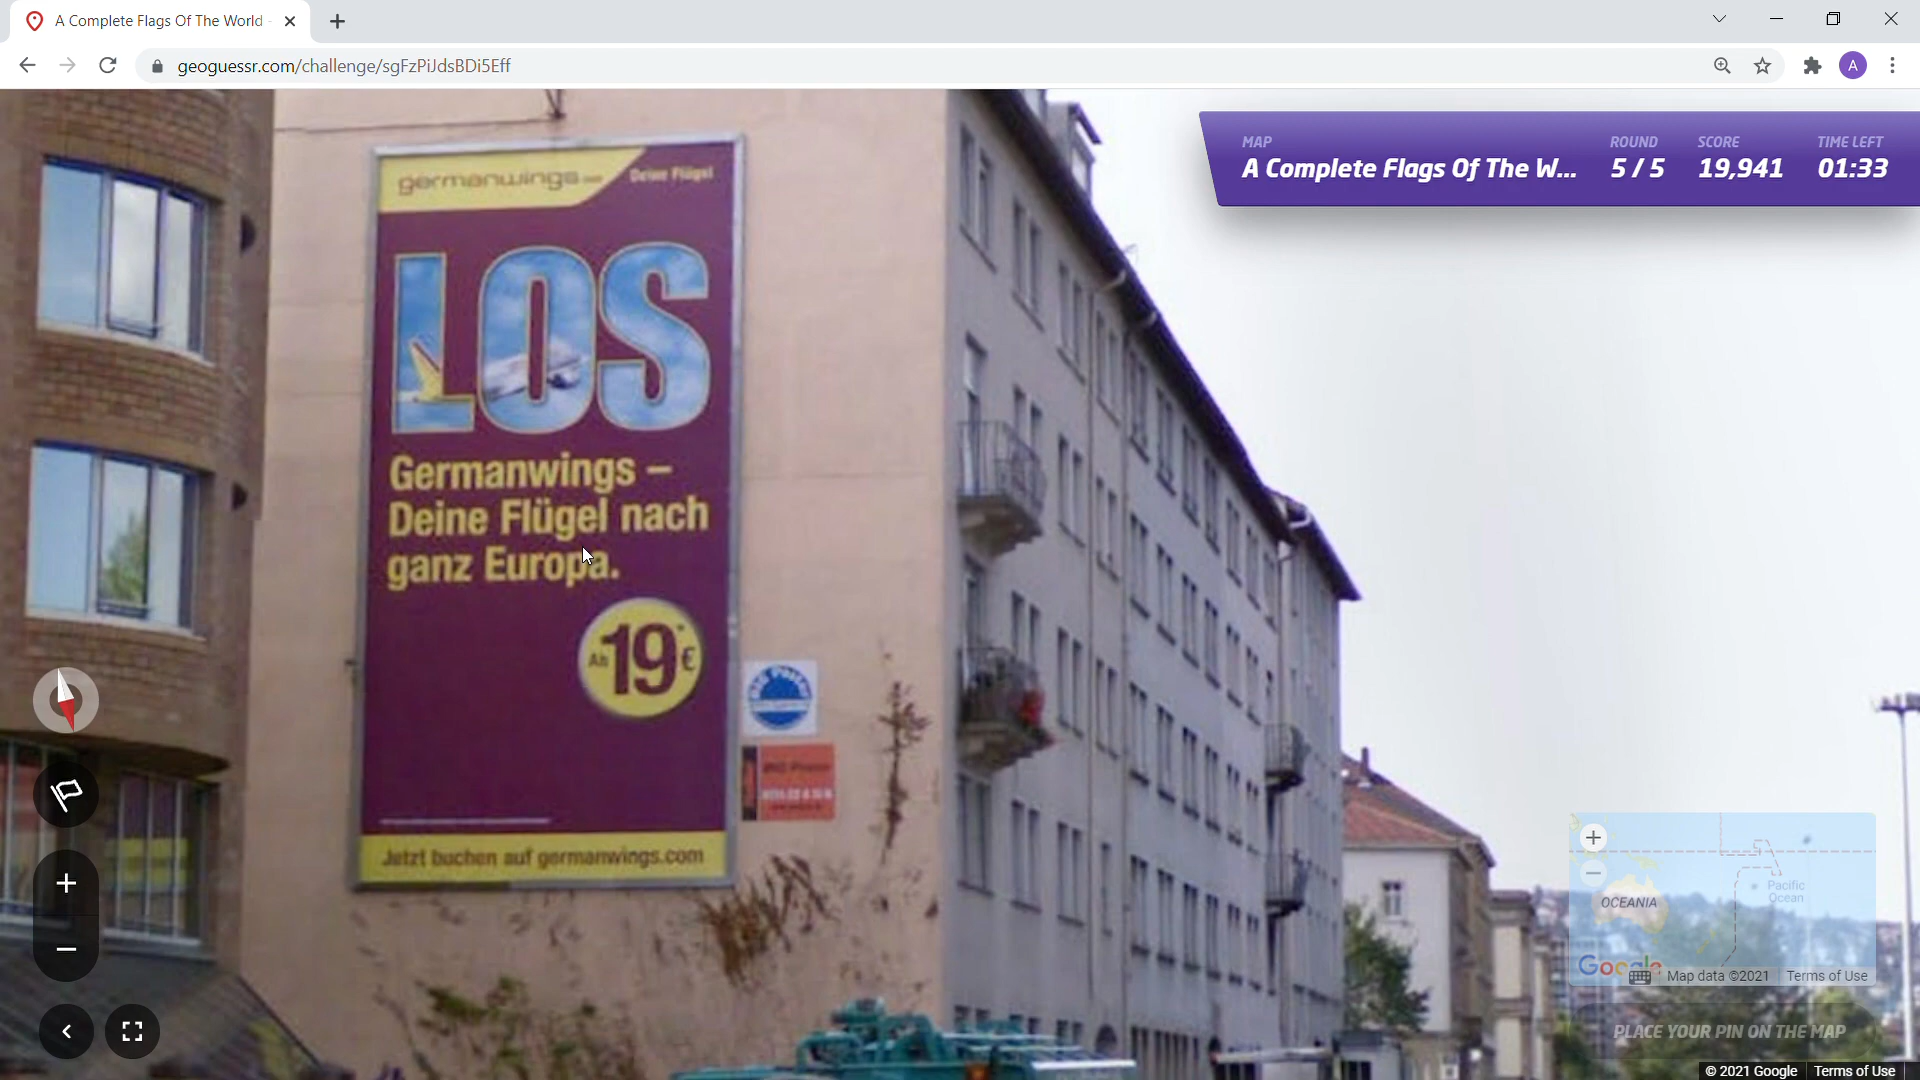 A Complete Flags Of The World -
geoguessr.com/challenge/sgFzPiJdsBDi5Eff
A
MAP
A Complete Flags Of The W...
ROUND
5 / 5
SCORE
19,941
TIME LEFT
01:33
germanwings
Deine Flügel
LOS
Germanwings –
Deine Flügel nach
ganz Europa.
Ab 19 €
Jetzt buchen auf germanwings.com
OCEANIA
Pacific
Ocean
Google
Map data ©2021
Terms of Use
PLACE YOUR PIN ON THE MAP
© 2021 Google
Terms of Use